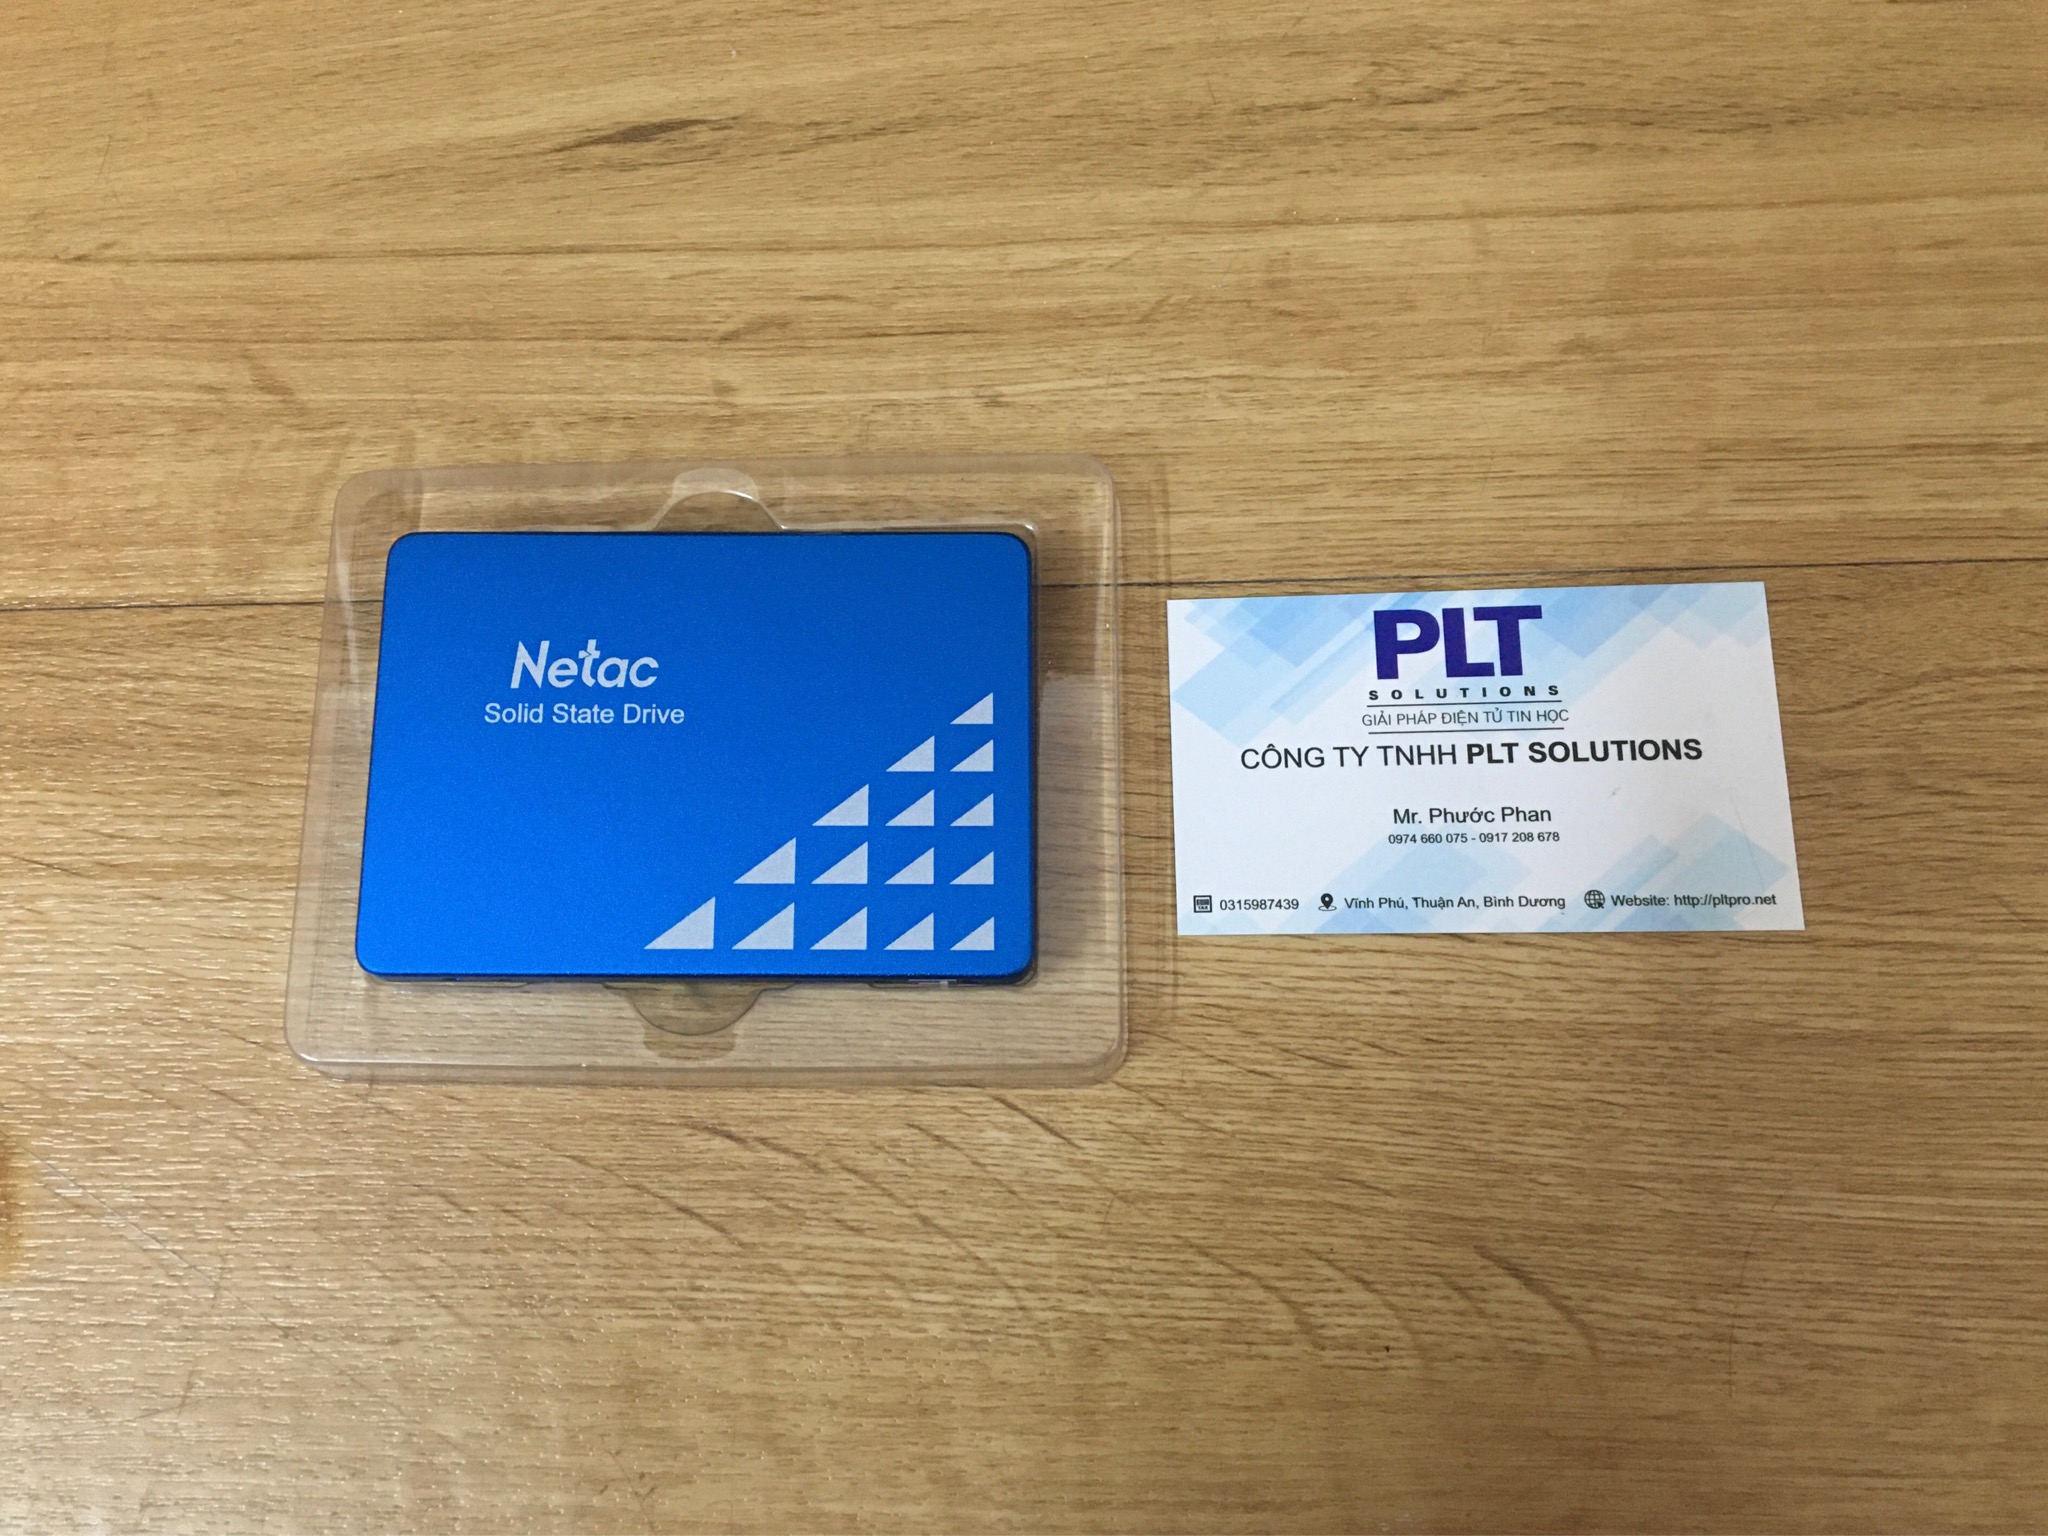 Netac
Solid State Drive
PLT
SOLUTIONS
GIẢI PHÁP ĐIỆN TỬ TIN HỌC
CÔNG TY TNHH PLT SOLUTIONS
Mr. Phước Phan
0974 660 075 - 0917 208 678
TAX 0315987439 Vĩnh Phú, Thuận An, Bình Dương Website: http://pltpro.net